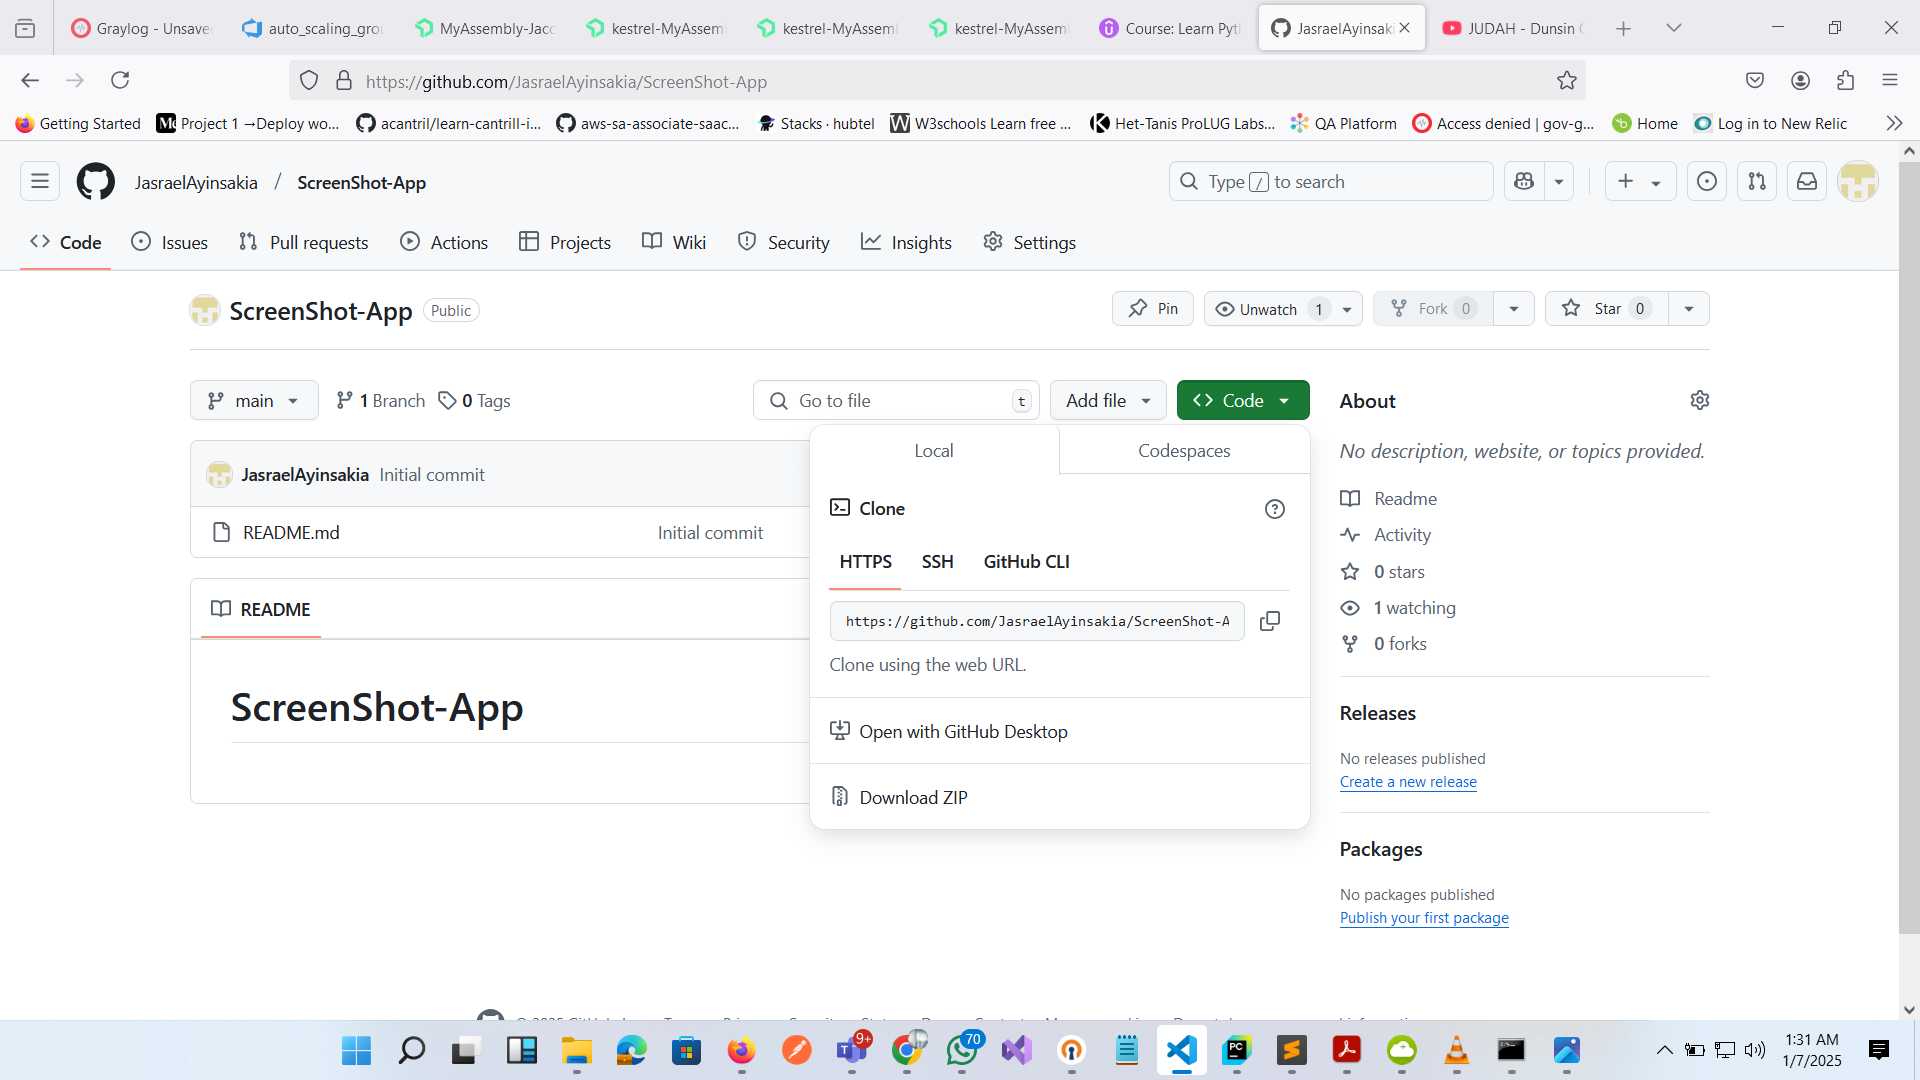 Graylog - Unsave
auto_scaling_grou
MyAssembly-Jacc
kestrel-MyAssem
kestrel-MyAssem
kestrel-MyAssem
Course: Learn Pyt
JasraelAyinsaki
JUDAH - Dunsin
https://github.com/JasraelAyinsakia/ScreenShot-App
Getting Started
Project 1 →Deploy wo...
acantril/learn-cantrill-i...
aws-sa-associate-saac...
Stacks · hubtel
W3schools Learn free ...
Het-Tanis ProLUG Labs...
QA Platform
Access denied | gov-g...
Home
Log in to New Relic
JasraelAyinsakia / ScreenShot-App
Type / to search
Code
Issues
Pull requests
Actions
Projects
Wiki
Security
Insights
Settings
ScreenShot-App Public
Pin
Unwatch 1
Fork 0
Star 0
main
1 Branch
0 Tags
Go to file t
Add file
Code
JasraelAyinsakia Initial commit
README.md Initial commit
README
ScreenShot-App
Local
Codespaces
Clone
HTTPS SSH GitHub CLI
https://github.com/JasraelAyinsakia/ScreenShot-A
Clone using the web URL.
Open with GitHub Desktop
Download ZIP
About
No description, website, or topics provided.
Readme
Activity
0 stars
1 watching
0 forks
Releases
No releases published
Create a new release
Packages
No packages published
Publish your first package
9+
70
PC
1:31 AM
1/7/2025